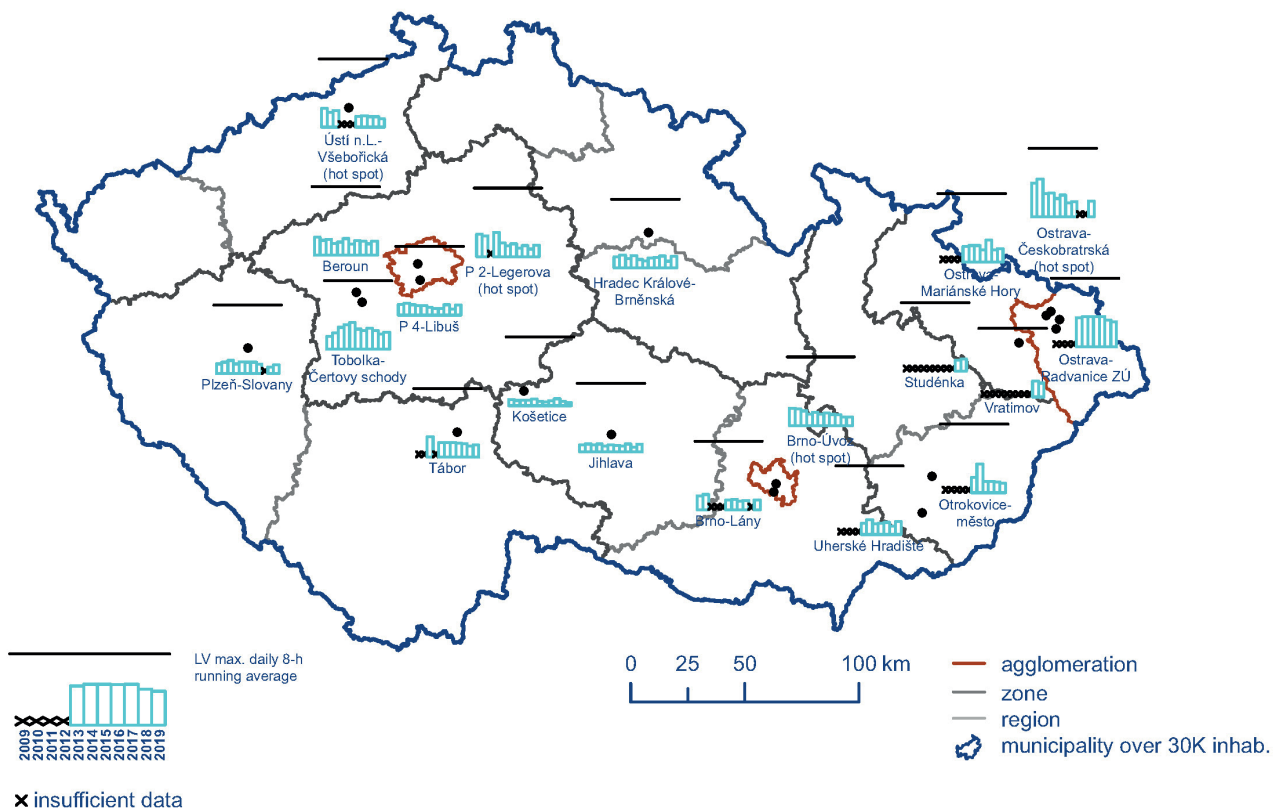 Ústí n.L.-
Všebořická
(hot spot)
Beroun
P 2-Legerova
(hot spot)
Hradec Králové-
Brněnská
Ostrava-
Českobratrská
(hot spot)
Ostrava-
Mariánské Hory
P 4-Libuš
Tobolka-
Čertovy schody
Plzeň-Slovany
Ostrava-
Radvanice ZÚ
Studénka
Vratimov
Košetice
Tábor
Jihlava
Brno-Úvoz
(hot spot)
Brno-Lány
Otrokovice-
město
Uherské Hradiště
LV max. daily 8-h
running average
2009
2010
2011
2012
2013
2014
2015
2016
2017
2018
2019
insufficient data
0 25 50 100 km
agglomeration
zone
region
municipality over 30K inhab.